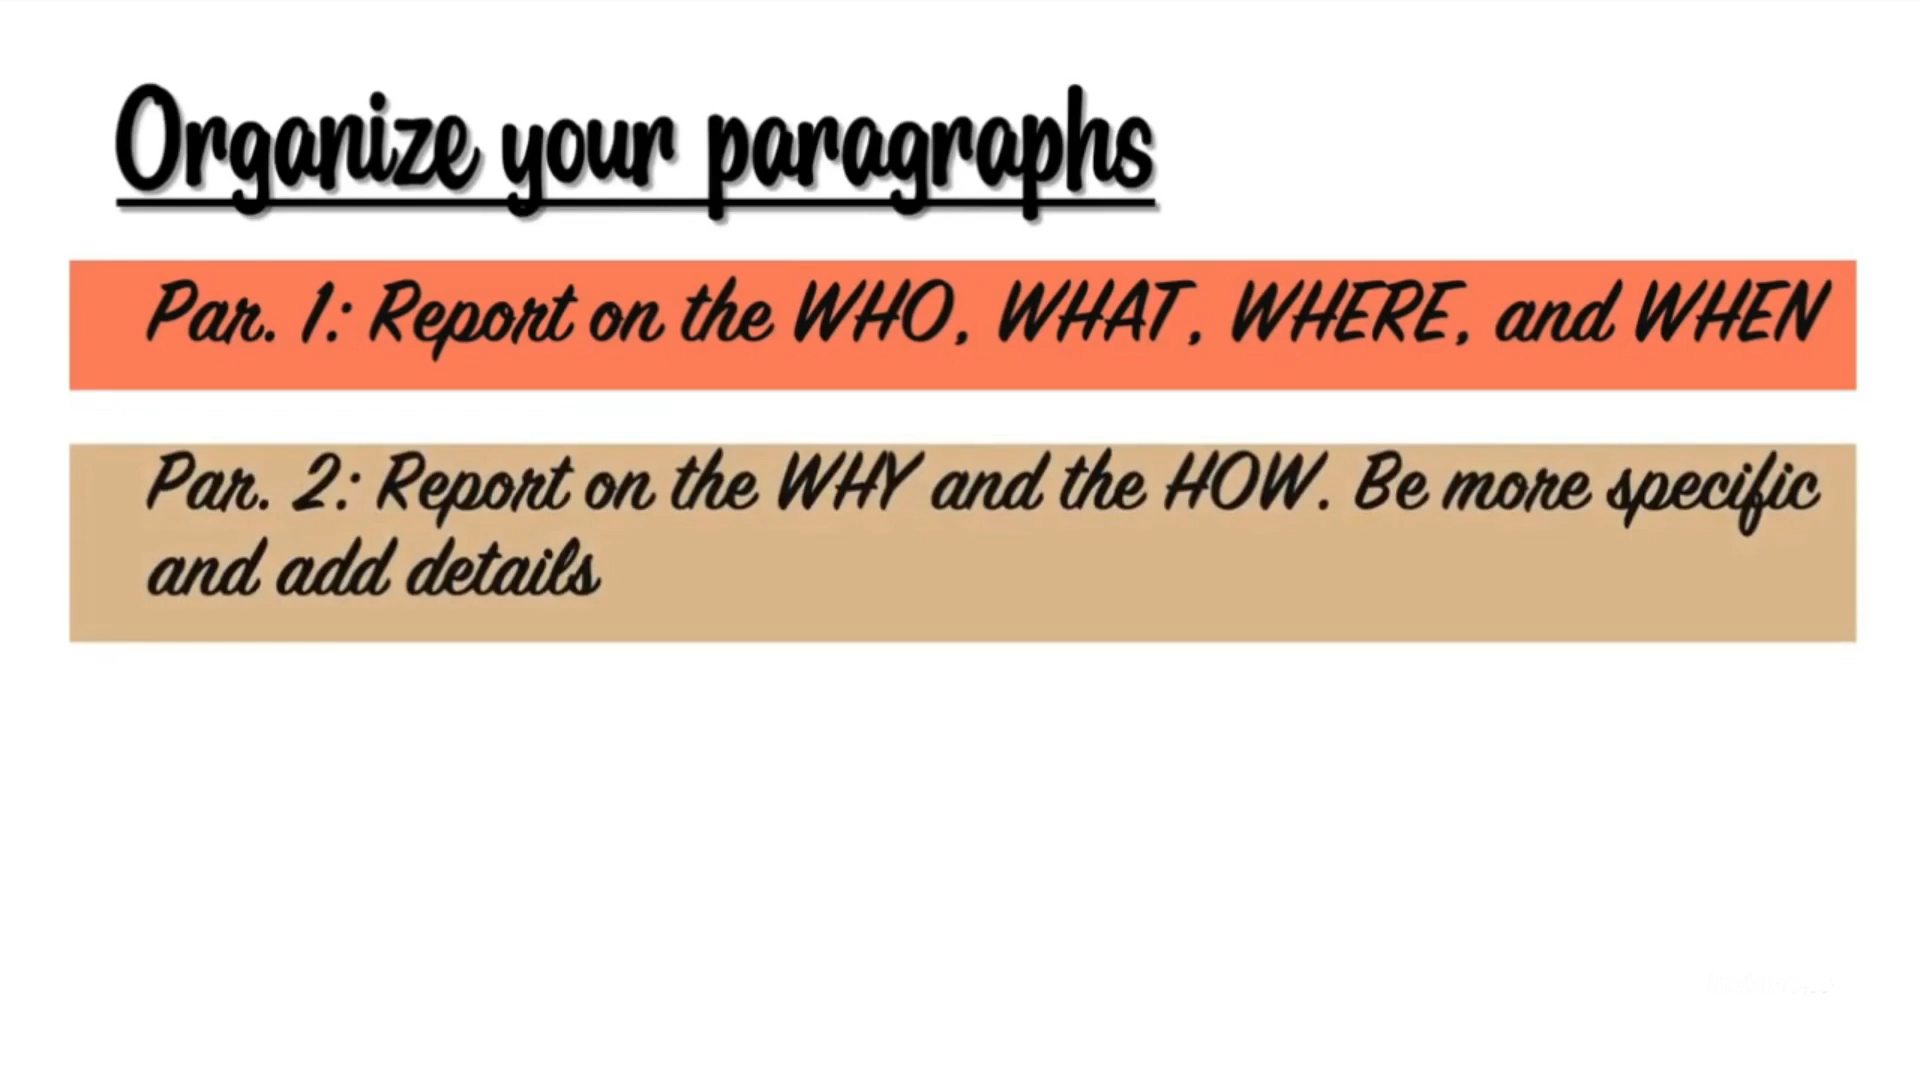 Organize your paragraphs
Par. 1: Report on the WHO, WHAT, WHERE, and WHEN
Par. 2: Report on the WHY and the HOW. Be more specific
and add details